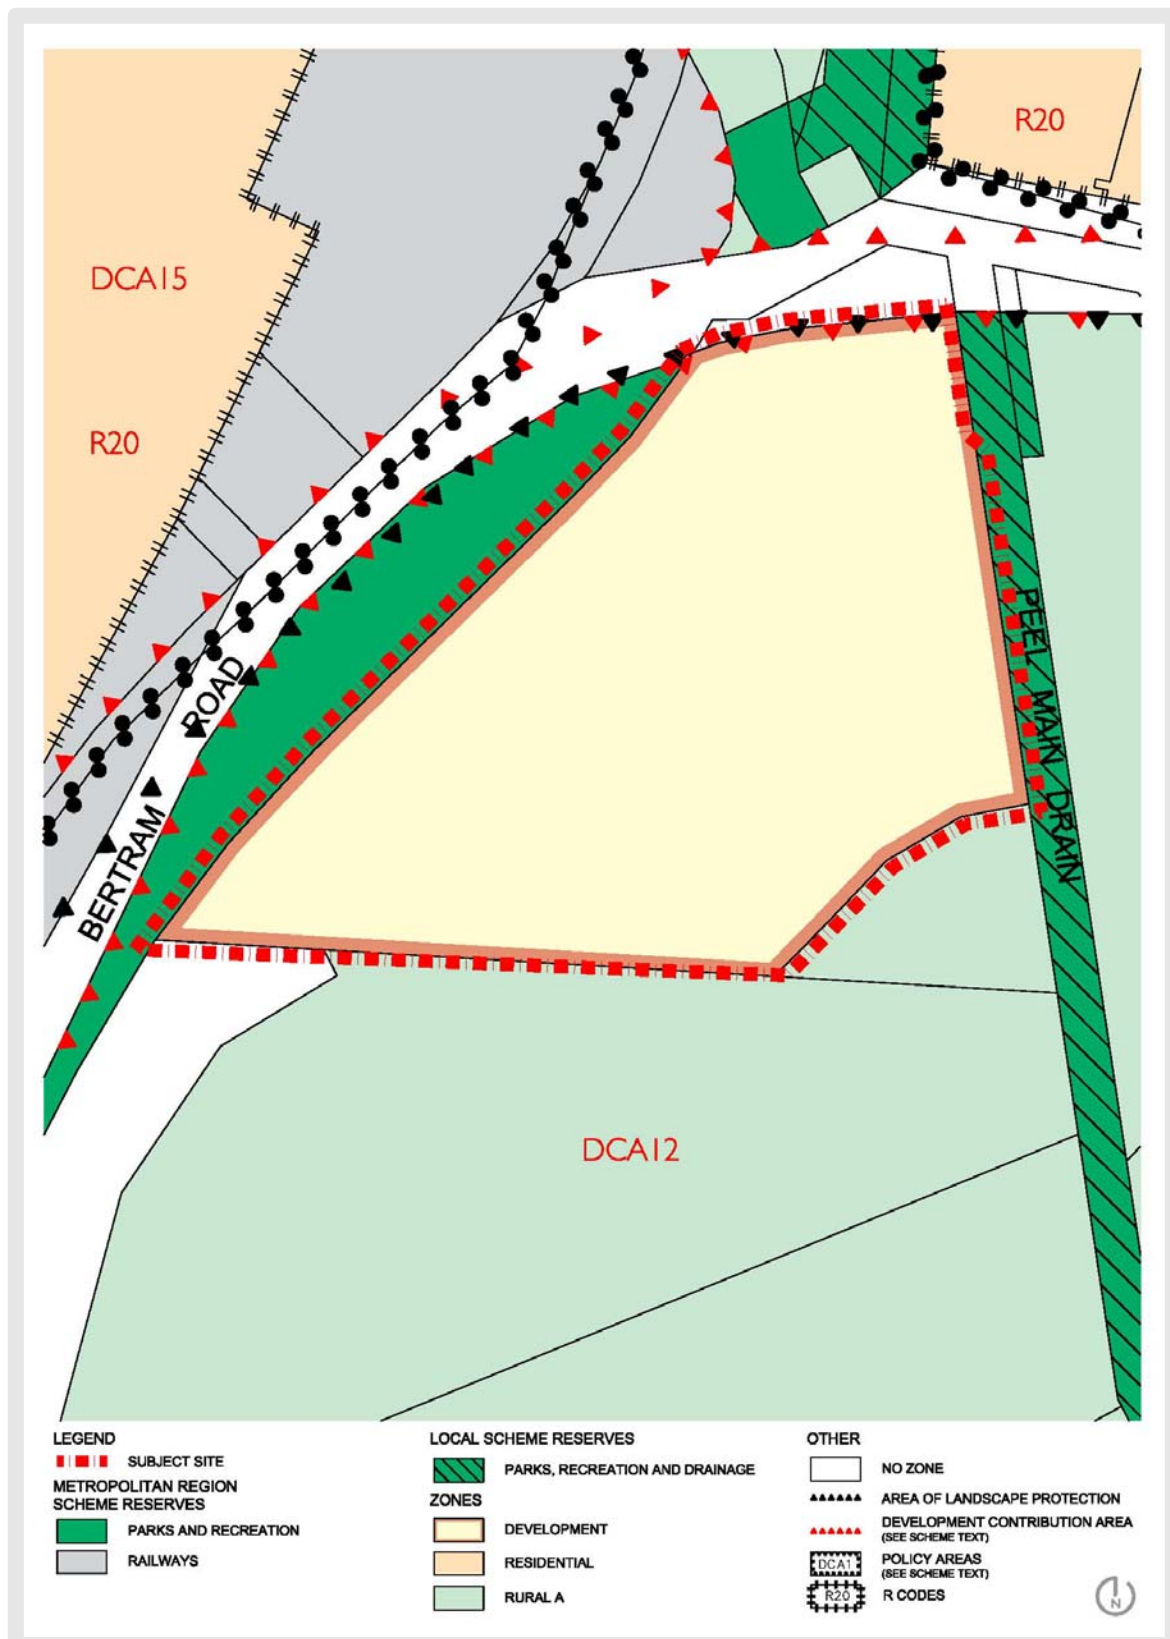 R20
DCA15
R20
PEEL MAIN DRAIN
BERTRAM ROAD
DCA12
LEGEND
SUBJECT SITE
METROPOLITAN REGION
SCHEME RESERVES
PARKS AND RECREATION
RAILWAYS
LOCAL SCHEME RESERVES
PARKS, RECREATION AND DRAINAGE
ZONES
DEVELOPMENT
RESIDENTIAL
RURAL A
OTHER
NO ZONE
AREA OF LANDSCAPE PROTECTION
DEVELOPMENT CONTRIBUTION AREA
(SEE SCHEME TEXT)
DCA1 POLICY AREAS
(SEE SCHEME TEXT)
R20 R CODES
N